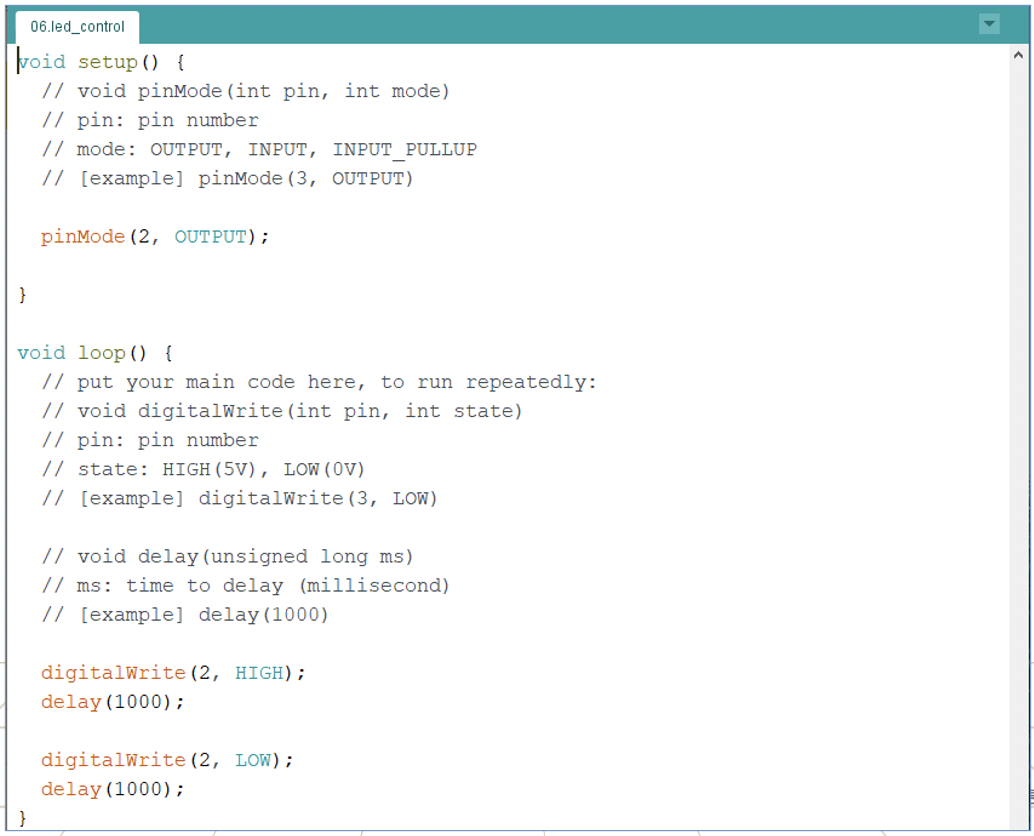 06.led_control
void setup() {
  // void pinMode(int pin, int mode)
  // pin: pin number
  // mode: OUTPUT, INPUT, INPUT_PULLUP
  // [example] pinMode(3, OUTPUT)
  pinMode(2, OUTPUT);
}
void loop() {
  // put your main code here, to run repeatedly:
  // void digitalWrite(int pin, int state)
  // pin: pin number
  // state: HIGH(5V), LOW(0V)
  // [example] digitalWrite(3, LOW)
  // void delay(unsigned long ms)
  // ms: time to delay (millisecond)
  // [example] delay(1000)
  digitalWrite(2, HIGH);
  delay(1000);
  digitalWrite(2, LOW);
  delay(1000);
}